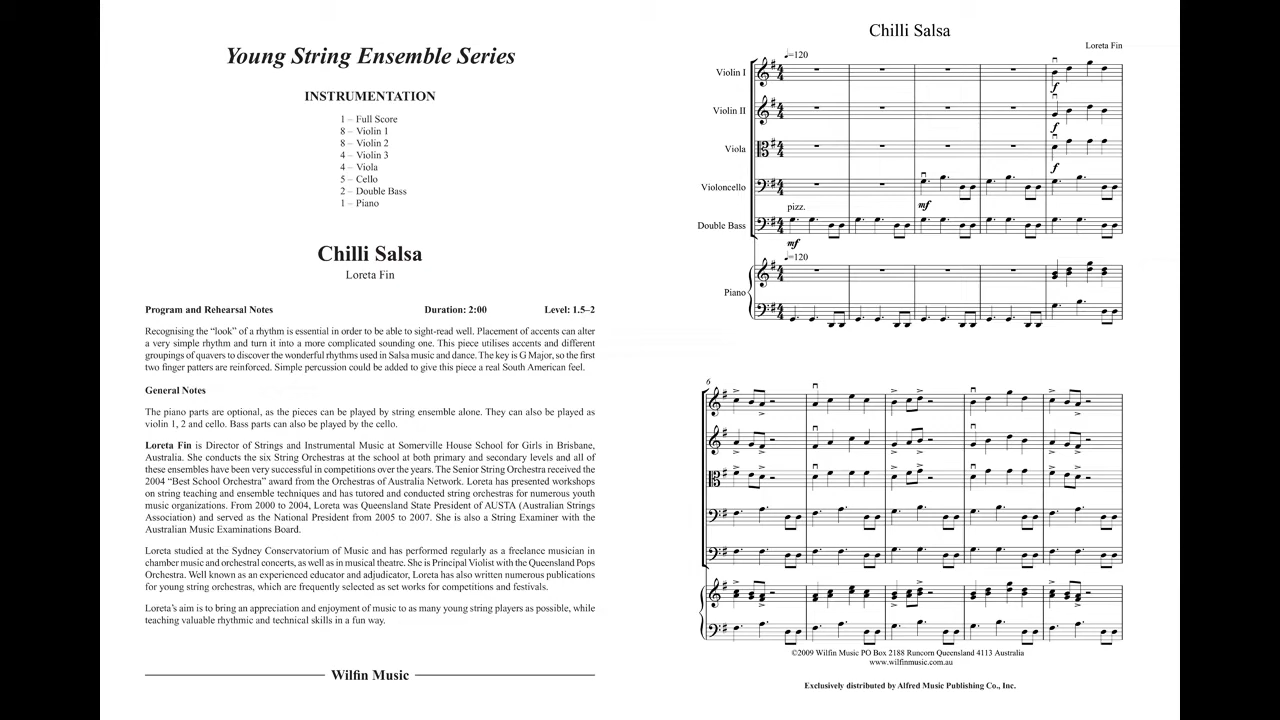 Young String Ensemble Series
INSTRUMENTATION
1 – Full Score
8 – Violin 1
8 – Violin 2
4 – Violin 3
4 – Viola
5 – Cello
2 – Double Bass
1 – Piano
Chilli Salsa
Loreta Fin
Program and Rehearsal Notes Duration: 2:00 Level: 1.5–2
Recognising the “look” of a rhythm is essential in order to be able to sight-read well. Placement of accents can alter
a very simple rhythm and turn it into a more complicated sounding one. This piece utilises accents and different
groupings of quavers to discover the wonderful rhythms used in Salsa music and dance. The key is G Major, so the first
two finger patters are reinforced. Simple percussion could be added to give this piece a real South American feel.
General Notes
The piano parts are optional, as the pieces can be played by string ensemble alone. They can also be played as
violin 1, 2 and cello. Bass parts can also be played by the cello.
Loreta Fin is Director of Strings and Instrumental Music at Somerville House School for Girls in Brisbane,
Australia. She conducts the six String Orchestras at the school at both primary and secondary levels and all of
these ensembles have been very successful in competitions over the years. The Senior String Orchestra received the
2004 “Best School Orchestra” award from the Orchestras of Australia Network. Loreta has presented workshops
on string teaching and ensemble techniques and has tutored and conducted string orchestras for numerous youth
music organizations. From 2000 to 2004, Loreta was Queensland State President of AUSTA (Australian Strings
Association) and served as the National President from 2005 to 2007. She is also a String Examiner with the
Australian Music Examinations Board.
Loreta studied at the Sydney Conservatorium of Music and has performed regularly as a freelance musician in
chamber music and orchestral concerts, as well as in musical theatre. She is Principal Violist with the Queensland Pops
Orchestra. Well known as an experienced educator and adjudicator, Loreta has also written numerous publications
for young string orchestras, which are frequently selected as set works for competitions and festivals.
Loreta’s aim is to bring an appreciation and enjoyment of music to as many young string players as possible, while
teaching valuable rhythmic and technical skills in a fun way.
Wilfin Music
Chilli Salsa
Loreta Fin
♩=120
Violin I
f
Violin II
f
Viola
f
Violoncello
mf
pizz.
Double Bass
mf
♩=120
Piano
6
©2009 Wilfin Music PO Box 2188 Runcorn Queensland 4113 Australia
www.wilfinmusic.com.au
Exclusively distributed by Alfred Music Publishing Co., Inc.